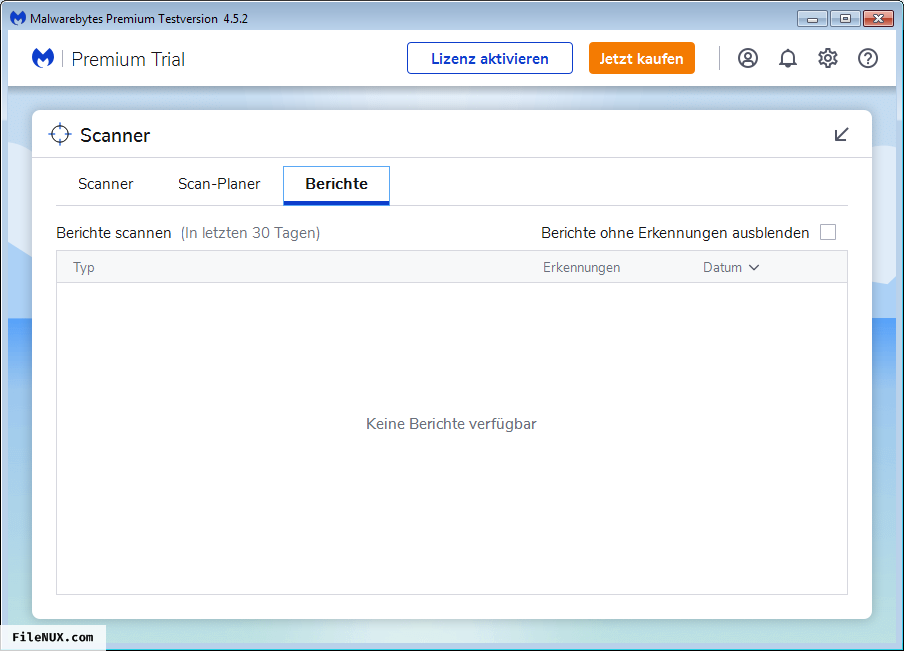 Malwarebytes Premium Testversion 4.5.2
Premium Trial
Lizenz aktivieren
Jetzt kaufen
Scanner
Scanner Scan-Planer Berichte
Berichte scannen (In letzten 30 Tagen) Berichte ohne Erkennungen ausblenden
Typ Erkennungen Datum
Keine Berichte verfügbar
FileNUX.com